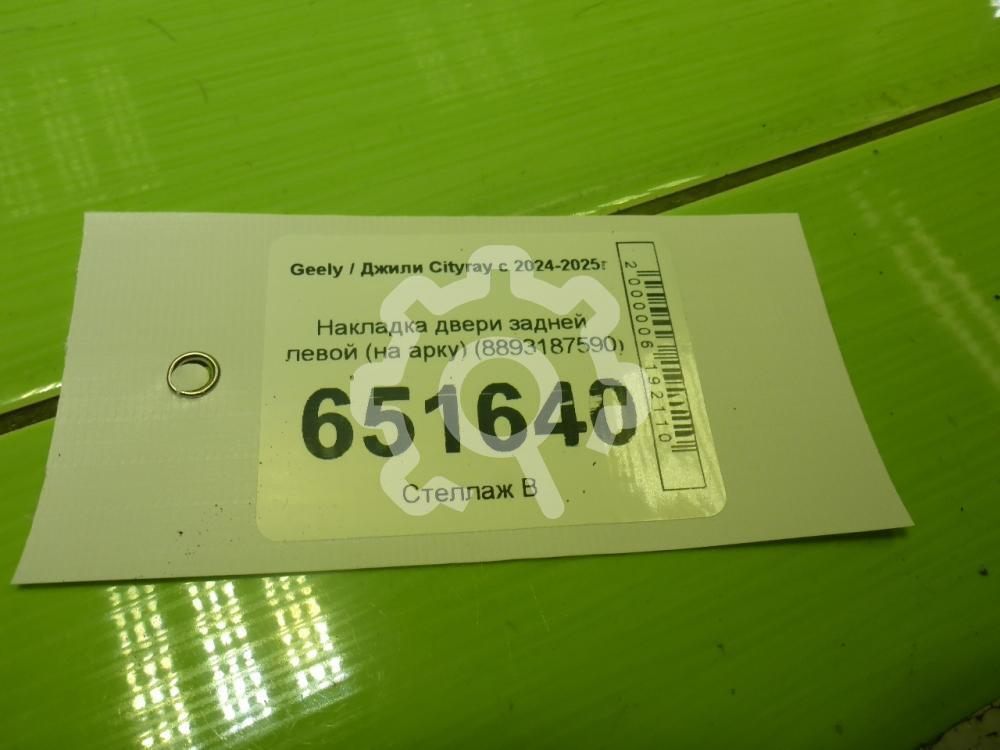 Geely / Джили Cityray с 2024-2025г
Накладка двери задней
левой (на арку) (8893187590)
651640
Стеллаж В
2000006192110